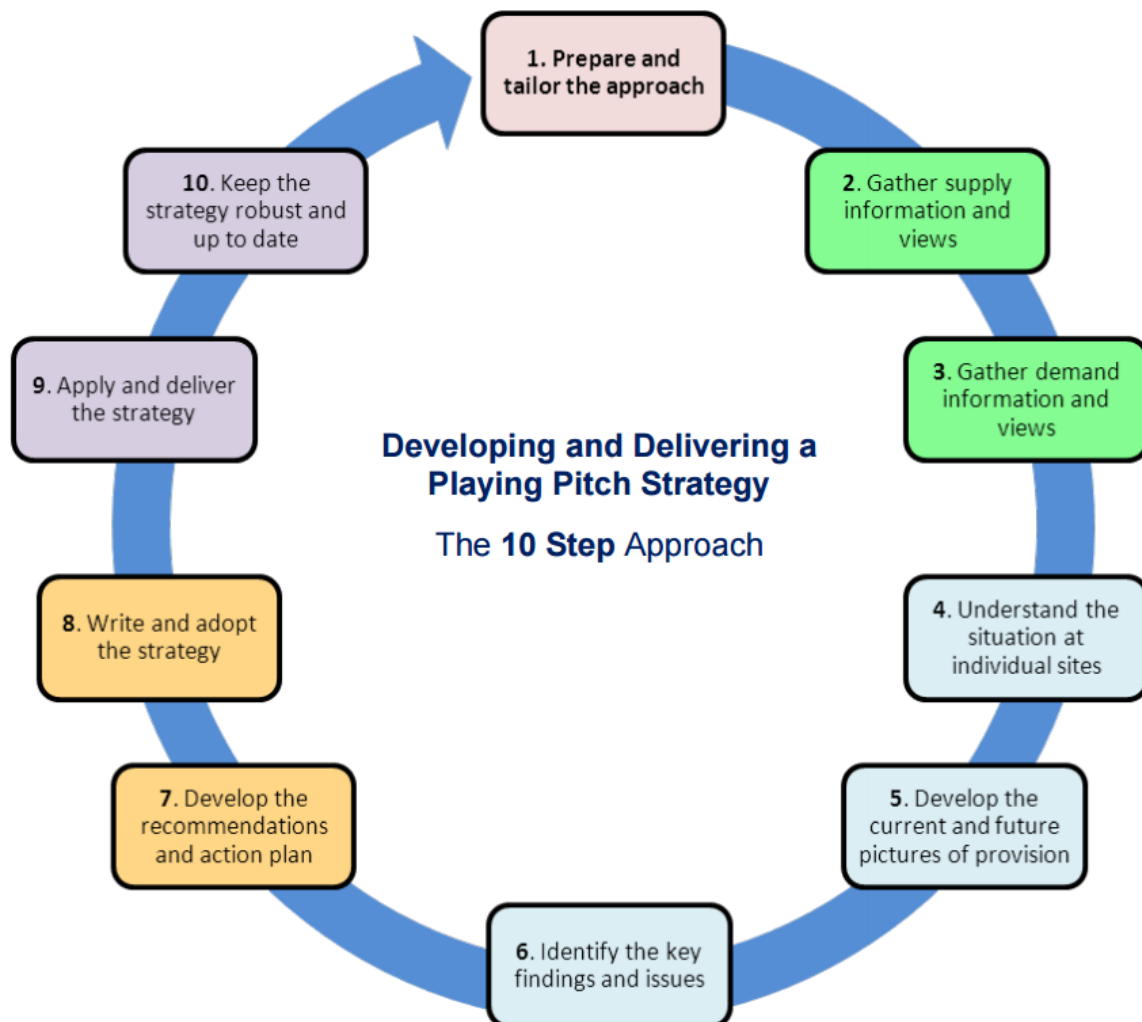 1. Prepare and
tailor the approach
2. Gather supply
information and
views
3. Gather demand
information and
views
4. Understand the
situation at
individual sites
5. Develop the
current and future
pictures of provision
6. Identify the key
findings and issues
7. Develop the
recommendations
and action plan
8. Write and adopt
the strategy
9. Apply and deliver
the strategy
10. Keep the
strategy robust and
up to date
Developing and Delivering a
Playing Pitch Strategy
The 10 Step Approach